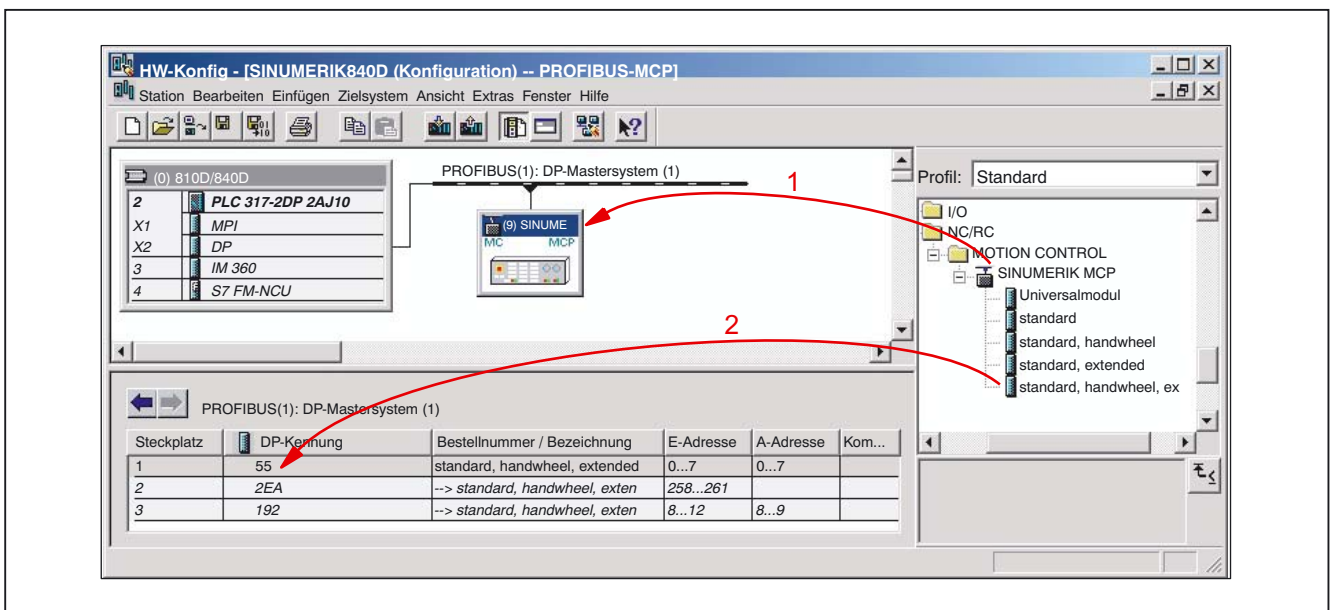 HW-Konfig - [SINUMERIK840D (Konfiguration) -- PROFIBUS-MCP]
Station Bearbeiten Einfügen Zielsystem Ansicht Extras Fenster Hilfe
(0) 810D/840D
2 PLC 317-2DP 2AJ10
X1 MPI
X2 DP
3 IM 360
4 S7 FM-NCU
PROFIBUS(1): DP-Mastersystem (1)
1
(9) SINUME
MC MCP
2
Profil: Standard
I/O
NC/RC
MOTION CONTROL
SINUMERIK MCP
Universalmodul
standard
standard, handwheel
standard, extended
standard, handwheel, ex
PROFIBUS(1): DP-Mastersystem (1)
Steckplatz DP-Kennung Bestellnummer / Bezeichnung E-Adresse A-Adresse Kom...
1 55 standard, handwheel, extended 0...7 0...7
2 2EA --> standard, handwheel, exten 258...261
3 192 --> standard, handwheel, exten 8...12 8...9